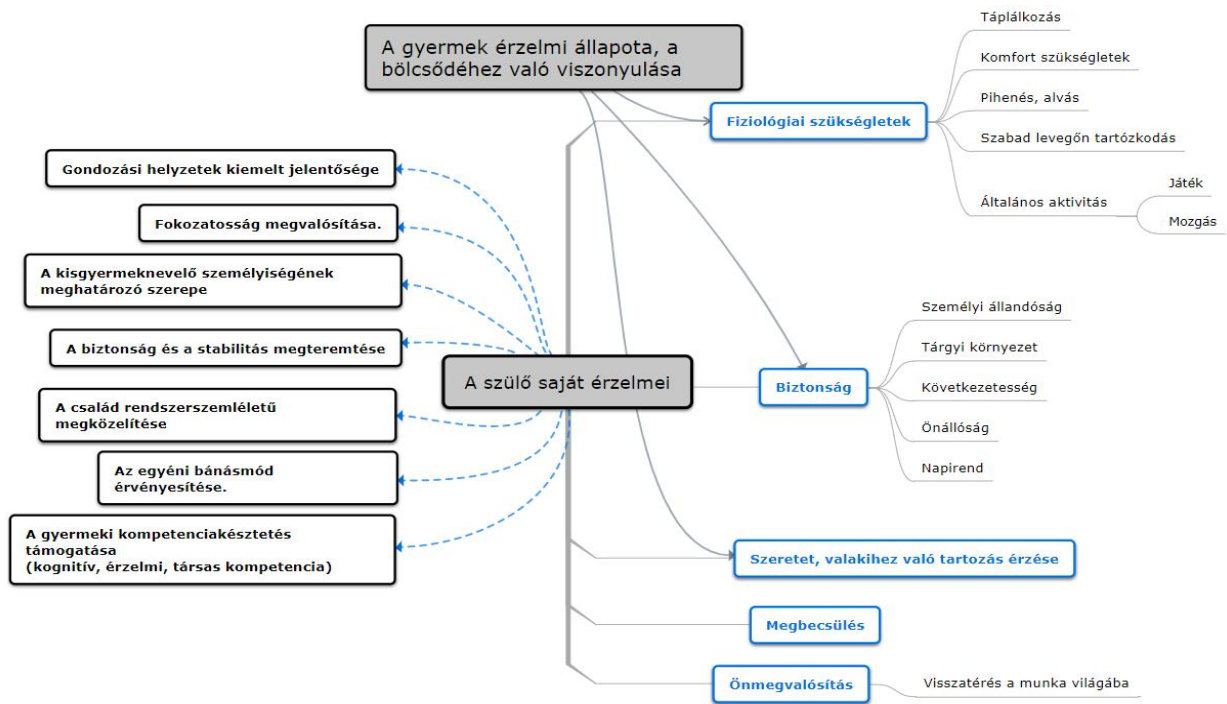 A gyermek érzelmi állapota, a
bölcsődéhez való viszonyulása
Gondozási helyzetek kiemelt jelentősége
Fokozatosság megvalósítása.
A kisgyermeknevelő személyiségének
meghatározó szerepe
A biztonság és a stabilitás megteremtése
A család rendszerszemléletű
megközelítése
Az egyéni bánásmód
érvényesítése.
A gyermeki kompetenciakésztetés
támogatása
(kognitív, érzelmi, társas kompetencia)
A szülő saját érzelmei
Fiziológiai szükségletek
Táplálkozás
Komfort szükségletek
Pihenés, alvás
Szabad levegőn tartózkodás
Általános aktivitás
Játék
Mozgás
Biztonság
Személyi állandóság
Tárgyi környezet
Következetesség
Önállóság
Napirend
Szeretet, valakihez való tartozás érzése
Megbecsülés
Önmegvalósítás
Visszatérés a munka világába